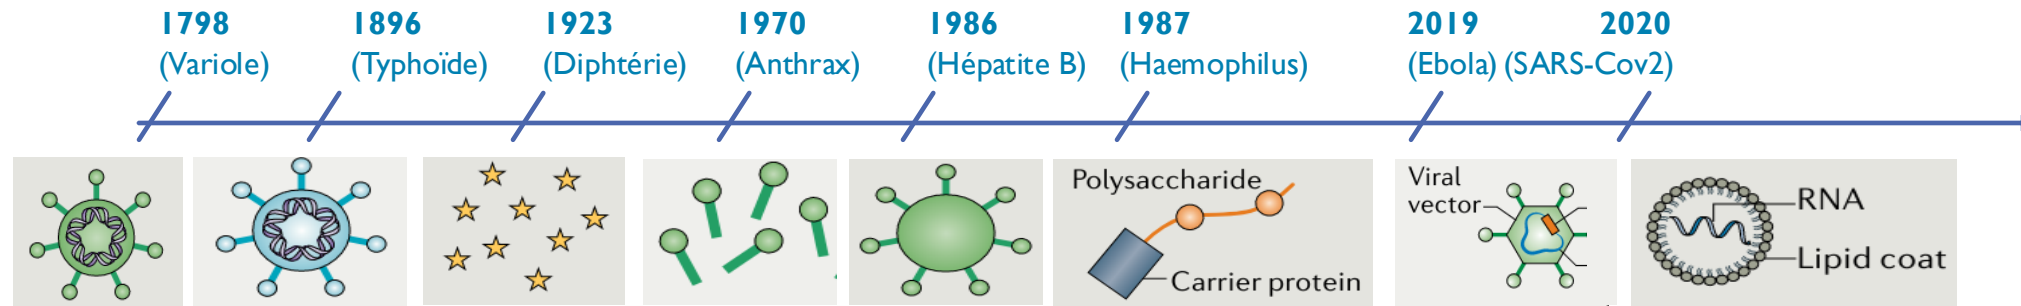 1798
(Variole)
1896
(Typhoïde)
1923
(Diphtérie)
1970
(Anthrax)
1986
(Hépatite B)
1987
(Haemophilus)
2019
(Ebola)
2020
(SARS-Cov2)
Polysaccharide
Carrier protein
Viral
vector
RNA
Lipid coat